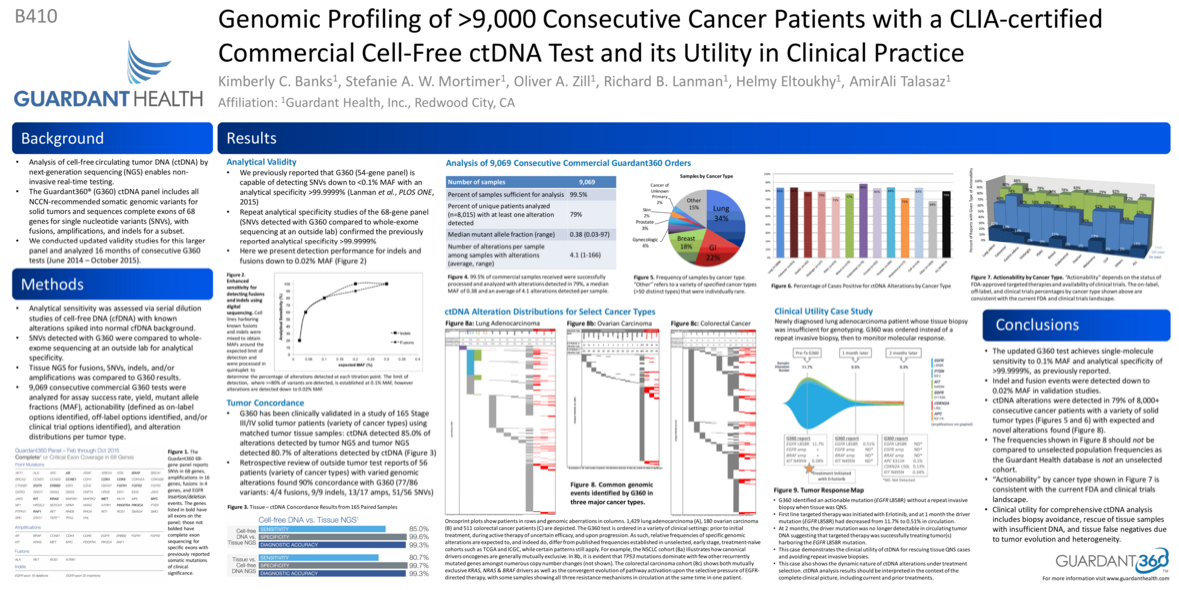 B410
Genomic Profiling of >9,000 Consecutive Cancer Patients with a CLIA-certified
Commercial Cell-Free ctDNA Test and its Utility in Clinical Practice
Kimberly C. Banks¹, Stefanie A. W. Mortimer¹, Oliver A. Zill¹, Richard B. Lanman¹, Helmy Eltoukhy¹, AmirAli Talasaz¹
Affiliation: ¹Guardant Health, Inc., Redwood City, CA
GUARDANT HEALTH
Background
• Analysis of cell-free circulating tumor DNA (ctDNA) by
next-generation sequencing (NGS) enables non-
invasive real-time testing.
• The Guardant360® (G360) ctDNA panel includes all
NCCN-recommended somatic genomic variants for
solid tumors and sequences complete exons of 68
genes for single nucleotide variants (SNVs), with
fusions, amplifications, and indels for a subset.
• We conducted updated validity studies for this larger
panel and analyzed 16 months of consecutive G360
tests (June 2014 – October 2015).
Methods
• Analytical sensitivity was assessed via serial dilution
studies of cell-free DNA (cfDNA) with known
alterations spiked into normal cfDNA background.
• SNVs detected with G360 were compared to whole-
exome sequencing at an outside lab for analytical
specificity.
• Tissue NGS for fusions, SNVs, indels, and/or
amplifications was compared to G360 results.
• 9,069 consecutive commercial G360 tests were
analyzed for assay success rate, yield, mutant allele
fractions (MAF), actionability (defined as on-label
options identified, off-label options identified, and/or
clinical trial options identified), and alteration
distributions per tumor type.
Guardant360 Panel – Feb through Oct 2015
Complete¹ or Critical Exon Coverage in 68 Genes
Point Mutations
Amplifications
Fusions
Indels
Figure 1. The
Guardant360 68-
gene panel reports
SNVs in 68 genes,
amplifications in 16
genes, fusions in 4
genes, and EGFR
insertion/deletion
events. The genes
listed in bold have
all exons on the
panel; those not
bolded have
complete exon
sequencing for
specific exons with
previously reported
somatic mutations
of clinical
significance.
Results
Analytical Validity
• We previously reported that G360 (54-gene panel) is
capable of detecting SNVs down to <0.1% MAF with an
analytical specificity >99.9999% (Lanman et al., PLOS ONE,
2015)
• Repeat analytical specificity studies of the 68-gene panel
(SNVs detected with G360 compared to whole-exome
sequencing at an outside lab) confirmed the previously
reported analytical specificity >99.9999%
• Here we present detection performance for indels and
fusions down to 0.02% MAF (Figure 2)
Figure 2.
Enhanced
sensitivity for
detecting fusions
and indels using
digital
sequencing. Cell
lines harboring
known fusions
and indels were
mixed to obtain
MAFs around the
expected limit of
detection and
were processed in
quintuplet to
determine the percentage of alterations detected at each titration point. The limit of
detection, where >=80% of variants are detected, is established at 0.1% MAF, however
alterations are detected down to 0.02% MAF.
Analytical Sensitivity (%)
expected MAF (%)
Indels
Fusions
Tumor Concordance
• G360 has been clinically validated in a study of 165 Stage
III/IV solid tumor patients (variety of cancer types) using
matched tumor tissue samples: ctDNA detected 85.0% of
alterations detected by tumor NGS and tumor NGS
detected 80.7% of alterations detected by ctDNA (Figure 3)
• Retrospective review of outside tumor test reports of 56
patients (variety of cancer types) with varied genomic
alterations found 90% concordance with G360 (77/86
variants: 4/4 fusions, 9/9 indels, 13/17 amps, 51/56 SNVs)
Figure 3. Tissue – ctDNA Concordance Results from 165 Paired Samples
Cell-free DNA vs. Tissue NGS¹
Cell-free
DNA vs.
Tissue NGS
SENSITIVITY 85.0%
SPECIFICITY 99.6%
DIAGNOSTIC ACCURACY 99.3%
Tissue vs.
Cell-free
DNA NGS
SENSITIVITY 80.7%
SPECIFICITY 99.7%
DIAGNOSTIC ACCURACY 99.3%
Analysis of 9,069 Consecutive Commercial Guardant360 Orders
Number of samples 9,069
Percent of samples sufficient for analysis 99.5%
Percent of unique patients analyzed
(n=8,015) with at least one alteration
detected 79%
Median mutant allele fraction (range) 0.38 (0.03-97)
Number of alterations per sample
among samples with alterations
(average, range) 4.1 (1-166)
Figure 4. 99.5% of commercial samples received were successfully
processed and analyzed with alterations detected in 79%, a median
MAF of 0.38 and an average of 4.1 alterations detected per sample.
Samples by Cancer Type
Cancer of
Unknown
Primary
2%
Skin
2%
Prostate
3%
Gynecologic
6%
Other
15%
Lung
34%
Breast
18%
GI
22%
Figure 5. Frequency of samples by cancer type.
"Other" refers to a variety of specified cancer types
(>50 distinct types) that were individually rare.
Figure 6. Percentage of Cases Positive for ctDNA Alterations by Cancer Type
Figure 7. Actionability by Cancer Type. "Actionability" depends on the status of
FDA-approved targeted therapies and availability of clinical trials. The on-label,
off-label, and clinical trials percentages by cancer type shown above are
consistent with the current FDA and clinical trials landscape.
ctDNA Alteration Distributions for Select Cancer Types
Figure 8a: Lung Adenocarcinoma
Figure 8b: Ovarian Carcinoma
Figure 8c: Colorectal Cancer
Figure 8. Common genomic
events identified by G360 in
three major cancer types.
Oncoprint plots show patients in rows and genomic aberrations in columns. 1,429 lung adenocarcinoma (A), 180 ovarian carcinoma
(B) and 511 colorectal cancer patients (C) are depicted. The G360 test is ordered in a variety of clinical settings: prior to initial
treatment, during active therapy of uncertain efficacy, and upon progression. As such, relative frequencies of specific genomic
aberrations are expected to, and indeed do, differ from published frequencies established in unselected, early stage, treatment-naive
cohorts such as TCGA and ICGC, while certain patterns still apply. For example, the NSCLC cohort (8a) illustrates how canonical
drivers oncogenes are generally mutually exclusive. In 8b, it is evident that TP53 mutations dominate with few other recurrently
mutated genes amongst numerous copy number changes (not shown). The colorectal carcinoma cohort (8c) shows both mutually
exclusive KRAS, NRAS & BRAF drivers as well as the convergent evolution of pathway activation upon the selective pressure of EGFR-
directed therapy, with some samples showing all three resistance mechanisms in circulation at the same time in one patient.
Clinical Utility Case Study
Newly diagnosed lung adenocarcinoma patient whose tissue biopsy
was insufficient for genotyping. G360 was ordered instead of a
repeat invasive biopsy, then to monitor molecular response.
Pre Tx G360
1 month later
2 months later
11.7%
G360 report
EGFR L858R 11.7%
EGFR amp +
BRAF amp +
G360 report
EGFR L858R 0.51%
G360 report
EGFR L858R ND*
Treatment initiated
with Erlotinib
Figure 9. Tumor Response Map
• G360 identified an actionable mutation (EGFR L858R) without a repeat invasive
biopsy when tissue was QNS.
• First line targeted therapy was initiated with Erlotinib, and at 1 month the driver
mutation (EGFR L858R) had decreased from 11.7% to 0.51% in circulation.
• At 2 months, the driver mutation was no longer detectable in circulating tumor
DNA suggesting that targeted therapy was successfully treating tumor(s)
harboring the EGFR L858R mutation.
• This case demonstrates the clinical utility of ctDNA for rescuing tissue QNS cases
and avoiding repeat invasive biopsies.
• This case also shows the dynamic nature of ctDNA alterations under treatment
selection. ctDNA analysis results should be interpreted in the context of the
complete clinical picture, including current and prior treatments.
Conclusions
• The updated G360 test achieves single-molecule
sensitivity to 0.1% MAF and analytical specificity of
>99.9999%, as previously reported.
• Indel and fusion events were detected down to
0.02% MAF in validation studies.
• ctDNA alterations were detected in 79% of 8,000+
consecutive cancer patients with a variety of solid
tumor types (Figures 5 and 6) with expected and
novel alterations found (Figure 8).
• The frequencies shown in Figure 8 should not be
compared to unselected population frequencies as
the Guardant Health database is not an unselected
cohort.
• "Actionability" by cancer type shown in Figure 7 is
consistent with the current FDA and clinical trials
landscape.
• Clinical utility for comprehensive ctDNA analysis
includes biopsy avoidance, rescue of tissue samples
with insufficient DNA, and tissue false negatives due
to tumor evolution and heterogeneity.
GUARDANT360
TM
For more information visit www.guardanthealth.com